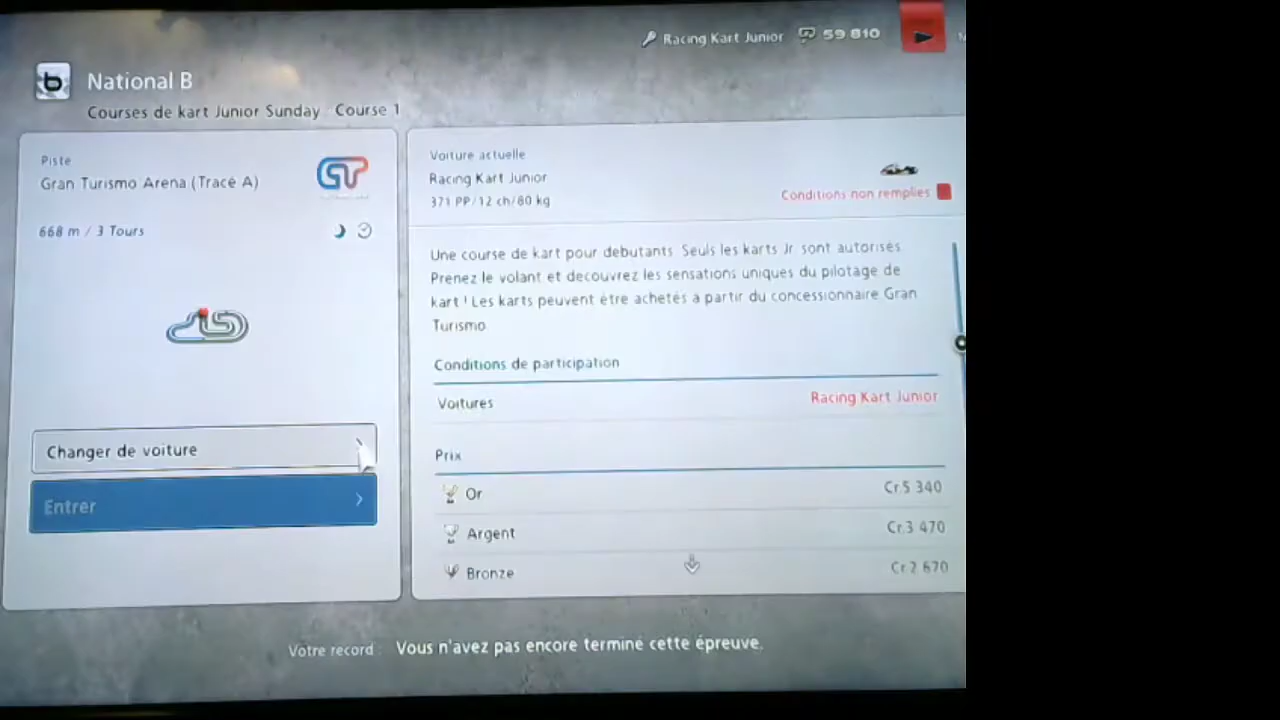 Racing Kart Junior 59 810
National B
Courses de kart Junior Sunday Course 1
Piste
Gran Turismo Arena (Tracé A)
GT
668 m / 3 Tours
Changer de voiture
Entrer
Voiture actuelle
Racing Kart Junior
371 PP/12 ch/80 kg
Conditions non remplies
Une course de kart pour debutants. Seuls les karts Jr sont autorises.
Prenez le volant et decouvrez les sensations uniques du pilotage de
kart ! Les karts peuvent être achetés a partir du concessionnaire Gran
Turismo
Conditions de participation
Voitures Racing Kart Junior
Prix
Or Cr.5 340
Argent Cr.3 470
Bronze Cr.2 670
Votre record : Vous n'avez pas encore terminé cette épreuve.